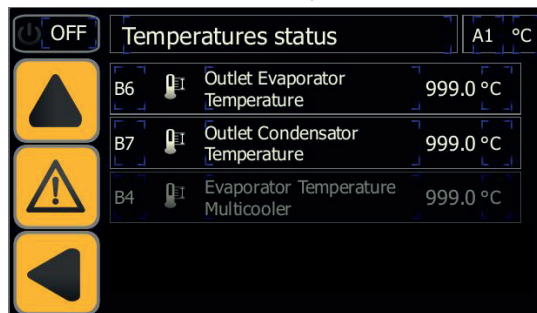 OFF Temperatures status A1 °C
B6 Outlet Evaporator
Temperature 999.0 °C
B7 Outlet Condensator
Temperature 999.0 °C
B4 Evaporator Temperature
Multicooler 999.0 °C